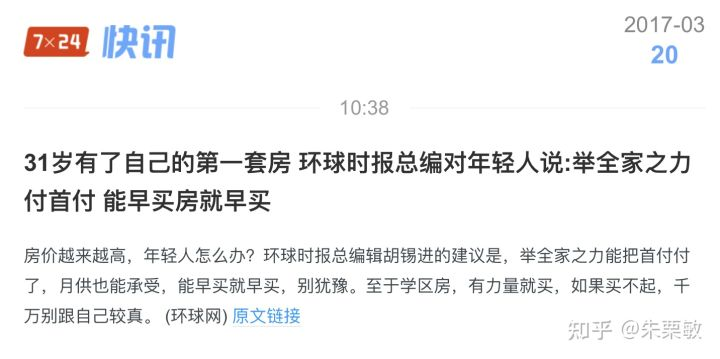 7×24 快讯
2017-03
20
10:38
31岁有了自己的第一套房 环球时报总编对年轻人说:举全家之力
付首付 能早买房就早买
房价越来越高，年轻人怎么办？环球时报总编辑胡锡进的建议是，举全家之力能把首付付
了，月供也能承受，能早买就早买，别犹豫。至于学区房，有力量就买，如果买不起，千
万别跟自己较真。 (环球网) 原文链接
知乎 @朱栗敏